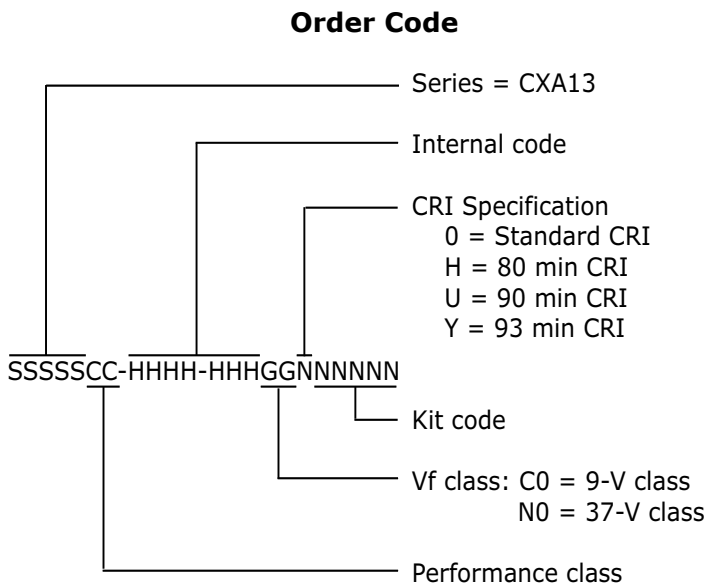 Order Code
Series = CXA13
Internal code
CRI Specification
0 = Standard CRI
H = 80 min CRI
U = 90 min CRI
Y = 93 min CRI
SSSSSCC-HHHH-HHHGGNNNNNN
Kit code
Vf class: C0 = 9-V class
N0 = 37-V class
Performance class